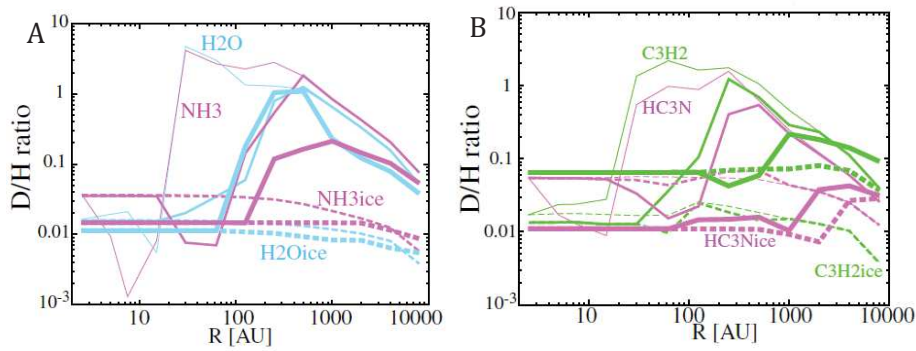 A
D/H ratio
10
1
0.1
0.01
10-3
H2O
NH3
NH3ice
H2Oice
10
100
1000
10000
R [AU]
B
D/H ratio
10
1
0.1
0.01
10-3
C3H2
HC3N
HC3Nice
C3H2ice
10
100
1000
10000
R [AU]